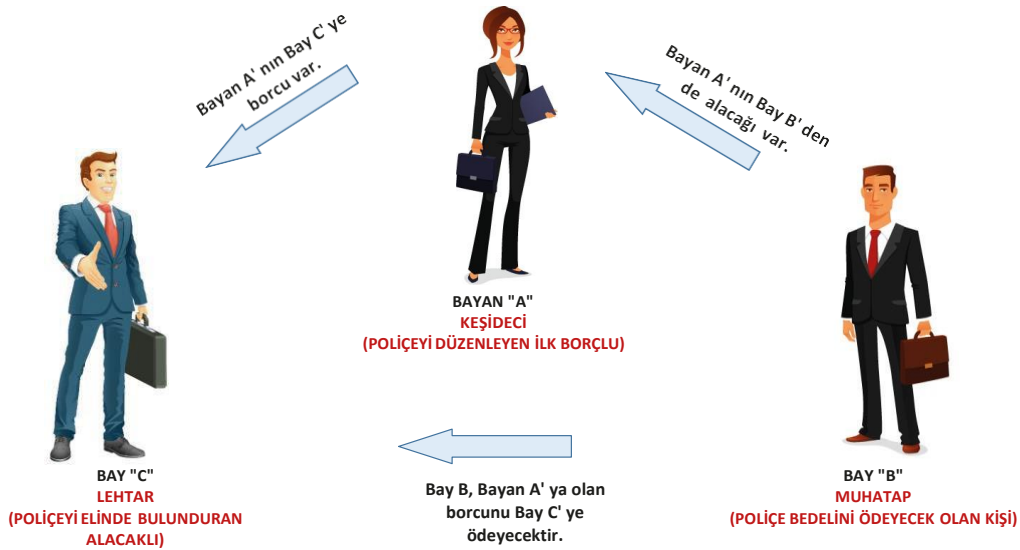 Bayan A' nın Bay C' ye
borcu var.
Bayan A' nın Bay B' den
de alacağı var.
BAYAN "A"
KEŞİDECİ
(POLİÇEYİ DÜZENLEYEN İLK BORÇLU)
BAY "C"
LEHTAR
(POLİÇEYİ ELİNDE BULUNDURAN
ALACAKLI)
Bay B, Bayan A' ya olan
borcunu Bay C' ye
ödeyecektir.
BAY "B"
MUHATAP
(POLİÇE BEDELİNİ ÖDEYECEK OLAN KİŞİ)